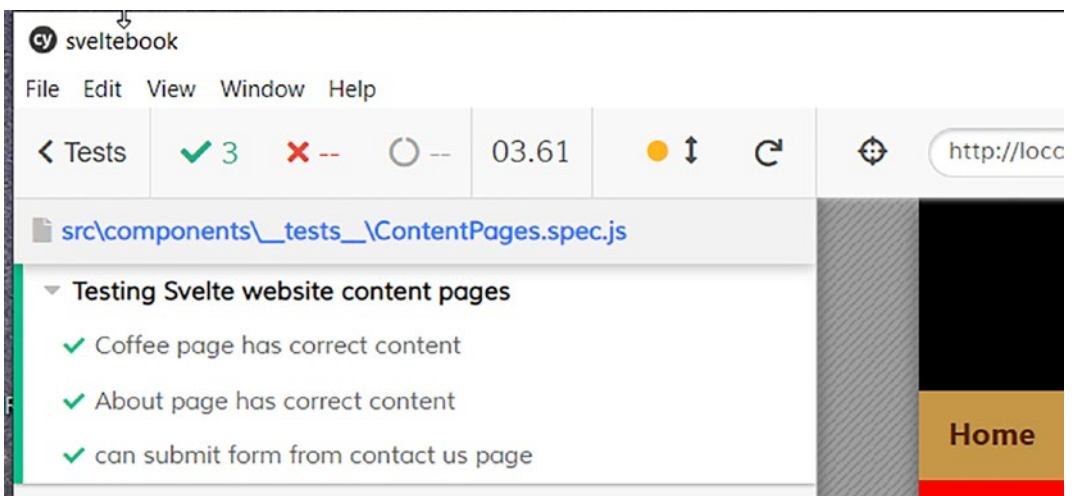 cy sveltebook
File Edit View Window Help
Tests 3 -- -- 03.61 http://loca
src\components\__tests__\ContentPages.spec.js
Testing Svelte website content pages
Coffee page has correct content
About page has correct content
can submit form from contact us page
Home